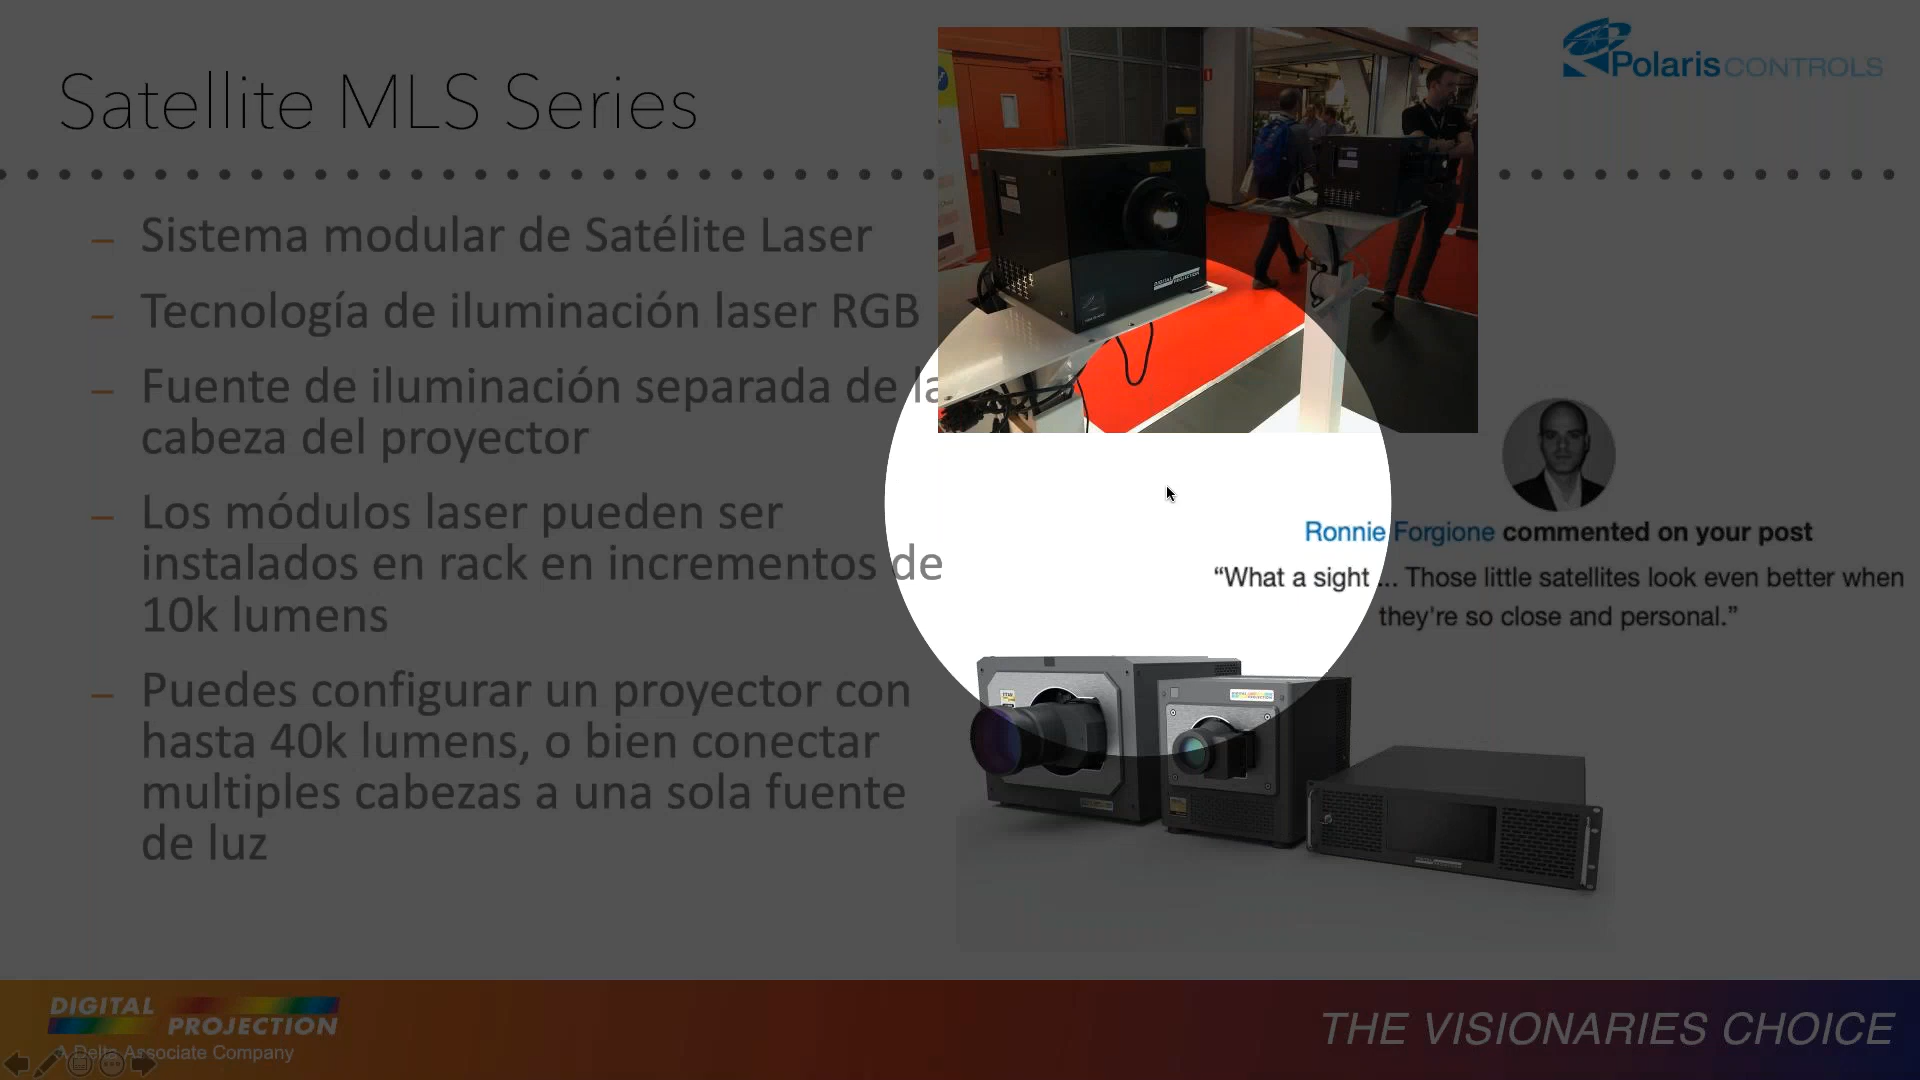 Satellite MLS Series
Polaris CONTROLS
– Sistema modular de Satélite Laser
– Tecnología de iluminación laser RGB
– Fuente de iluminación separada de la
cabeza del proyector
– Los módulos laser pueden ser
instalados en rack en incrementos de
10k lumens
– Puedes configurar un proyector con
hasta 40k lumens, o bien conectar
multiples cabezas a una sola fuente
de luz
DIGITAL PROJECTION
Ronnie Forgione commented on your post
“What a sight ... Those little satellites look even better when
they're so close and personal.”
DIGITAL
PROJECTION
A Delta Associate Company
THE VISIONARIES CHOICE